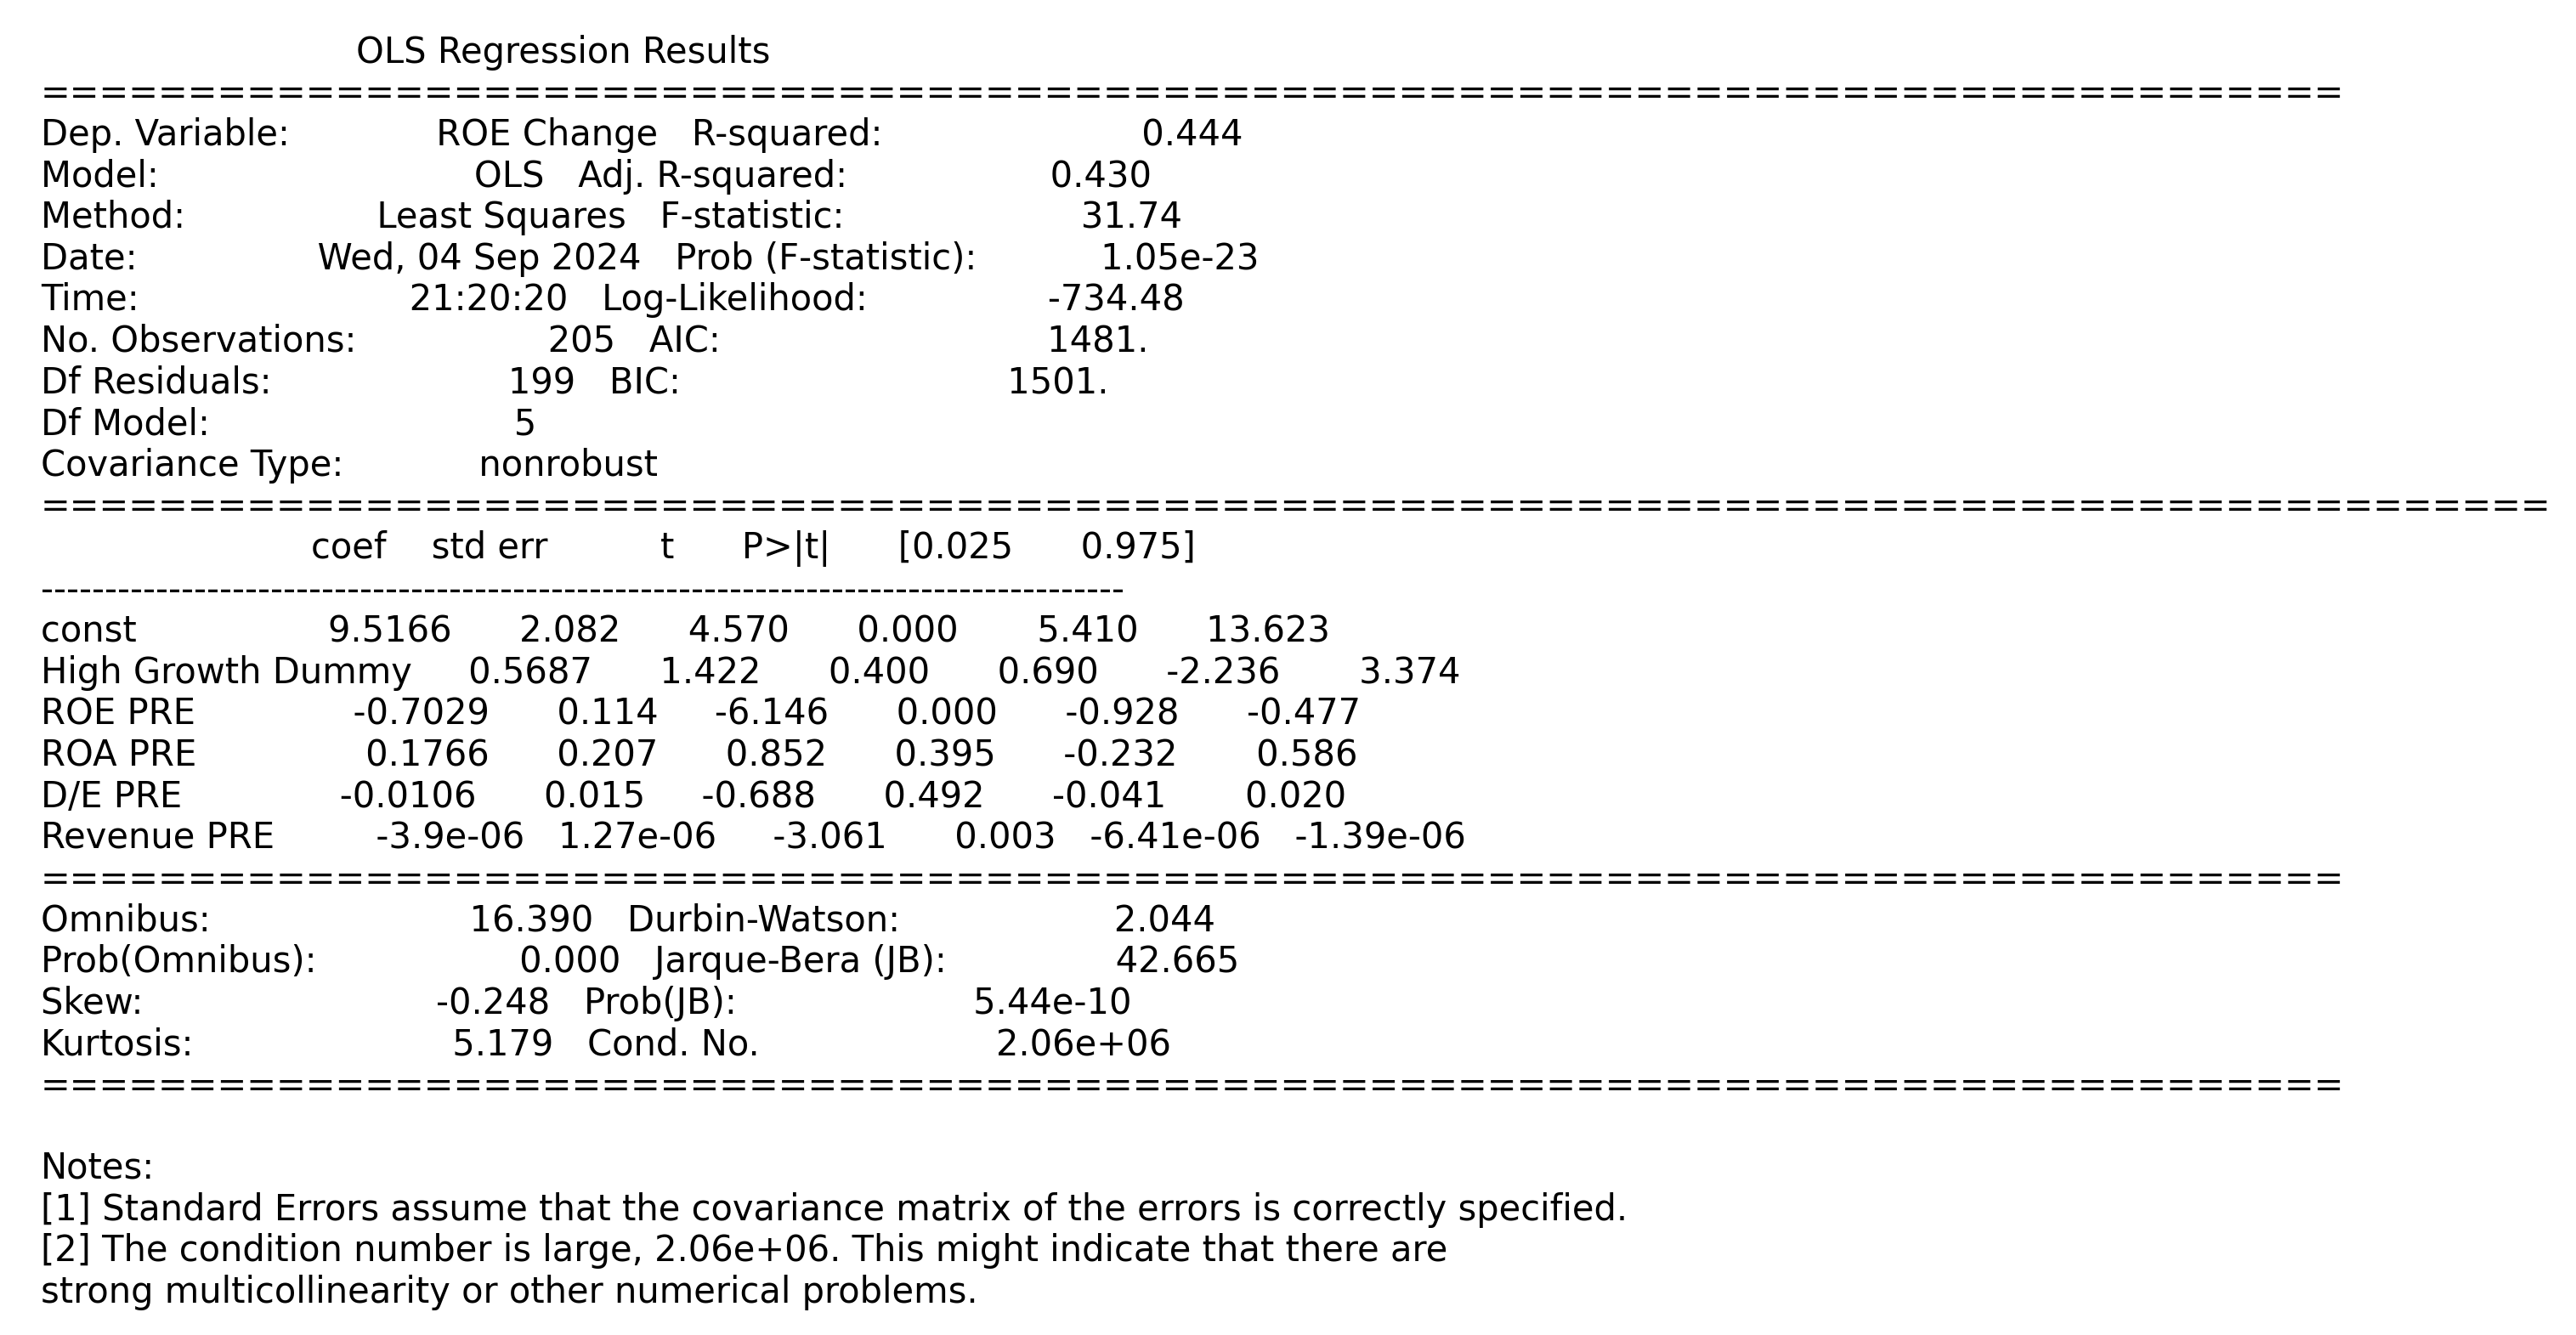 OLS Regression Results
==============================================================================
Dep. Variable: ROE Change R-squared: 0.444
Model: OLS Adj. R-squared: 0.430
Method: Least Squares F-statistic: 31.74
Date: Wed, 04 Sep 2024 Prob (F-statistic): 1.05e-23
Time: 21:20:20 Log-Likelihood: -734.48
No. Observations: 205 AIC: 1481.
Df Residuals: 199 BIC: 1501.
Df Model: 5
Covariance Type: nonrobust
=====================================================================================
coef std err t P>|t| [0.025 0.975]
-------------------------------------------------------------------------------------
const 9.5166 2.082 4.570 0.000 5.410 13.623
High Growth Dummy 0.5687 1.422 0.400 0.690 -2.236 3.374
ROE PRE -0.7029 0.114 -6.146 0.000 -0.928 -0.477
ROA PRE 0.1766 0.207 0.852 0.395 -0.232 0.586
D/E PRE -0.0106 0.015 -0.688 0.492 -0.041 0.020
Revenue PRE -3.9e-06 1.27e-06 -3.061 0.003 -6.41e-06 -1.39e-06
==============================================================================
Omnibus: 16.390 Durbin-Watson: 2.044
Prob(Omnibus): 0.000 Jarque-Bera (JB): 42.665
Skew: -0.248 Prob(JB): 5.44e-10
Kurtosis: 5.179 Cond. No. 2.06e+06
==============================================================================
Notes:
[1] Standard Errors assume that the covariance matrix of the errors is correctly specified.
[2] The condition number is large, 2.06e+06. This might indicate that there are
strong multicollinearity or other numerical problems.